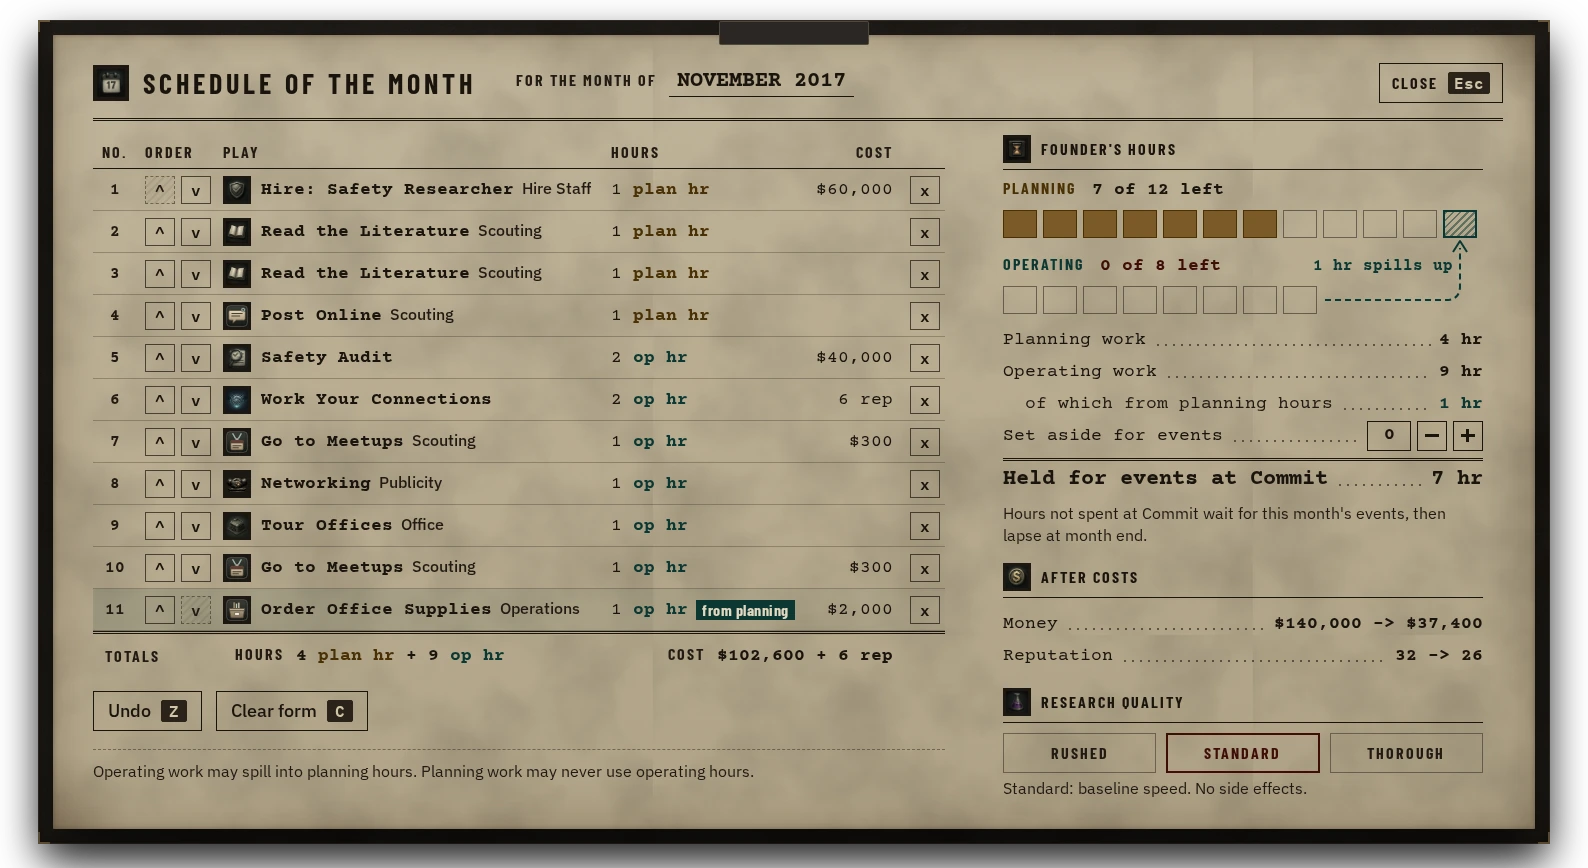 17 SCHEDULE OF THE MONTH FOR THE MONTH OF NOVEMBER 2017 CLOSE Esc
NO. ORDER PLAY HOURS COST
1 ^ v Hire: Safety Researcher Hire Staff 1 plan hr $60,000 x
2 ^ v Read the Literature Scouting 1 plan hr x
3 ^ v Read the Literature Scouting 1 plan hr x
4 ^ v Post Online Scouting 1 plan hr x
5 ^ v Safety Audit 2 op hr $40,000 x
6 ^ v Work Your Connections 2 op hr 6 rep x
7 ^ v Go to Meetups Scouting 1 op hr $300 x
8 ^ v Networking Publicity 1 op hr x
9 ^ v Tour Offices Office 1 op hr x
10 ^ v Go to Meetups Scouting 1 op hr $300 x
11 ^ v Order Office Supplies Operations 1 op hr from planning $2,000 x
TOTALS HOURS 4 plan hr + 9 op hr COST $102,600 + 6 rep
Undo Z Clear form C
Operating work may spill into planning hours. Planning work may never use operating hours.
FOUNDER'S HOURS
PLANNING 7 of 12 left
OPERATING 0 of 8 left 1 hr spills up
Planning work 4 hr
Operating work 9 hr
of which from planning hours 1 hr
Set aside for events 0 − +
Held for events at Commit 7 hr
Hours not spent at Commit wait for this month's events, then
lapse at month end.
$ AFTER COSTS
Money $140,000 -> $37,400
Reputation 32 -> 26
RESEARCH QUALITY
RUSHED STANDARD THOROUGH
Standard: baseline speed. No side effects.